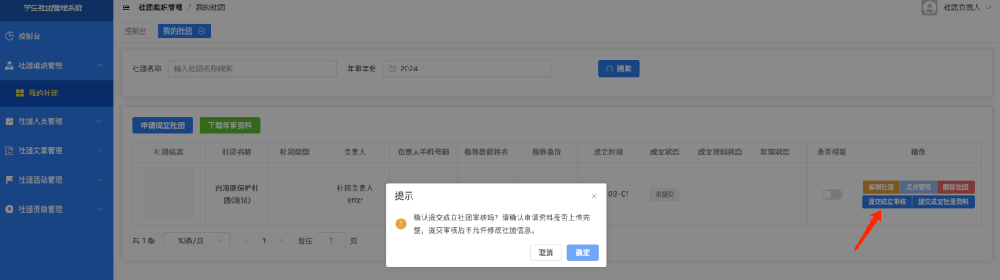 学生社团管理系统
社团组织管理 / 我的社团
社团负责人
控制台
我的社团
控制台
社团组织管理
我的社团
社团人员管理
社团文章管理
社团活动管理
社团资助管理
社团名称 输入社团名称搜索 年审年份 2024 搜索
申请成立社团 下载年审资料
社团标志 社团名称 社团类型 负责人 负责人手机号码 指导教师姓名 指导单位 成立时间 成立状态 成立资料状态 年审状态 是否招新 操作
白海豚保护社
团(测试)
社团负责人
stfzr
02-01
未提交
编辑社团 成员管理 删除社团
提交成立审核 提交成立社团资料
共 1 条 10条/页 1 前往 1 页
提示
确认提交成立社团审核吗？请确认申请资料是否上传完
整，提交审核后不允许修改社团信息。
取消 确定